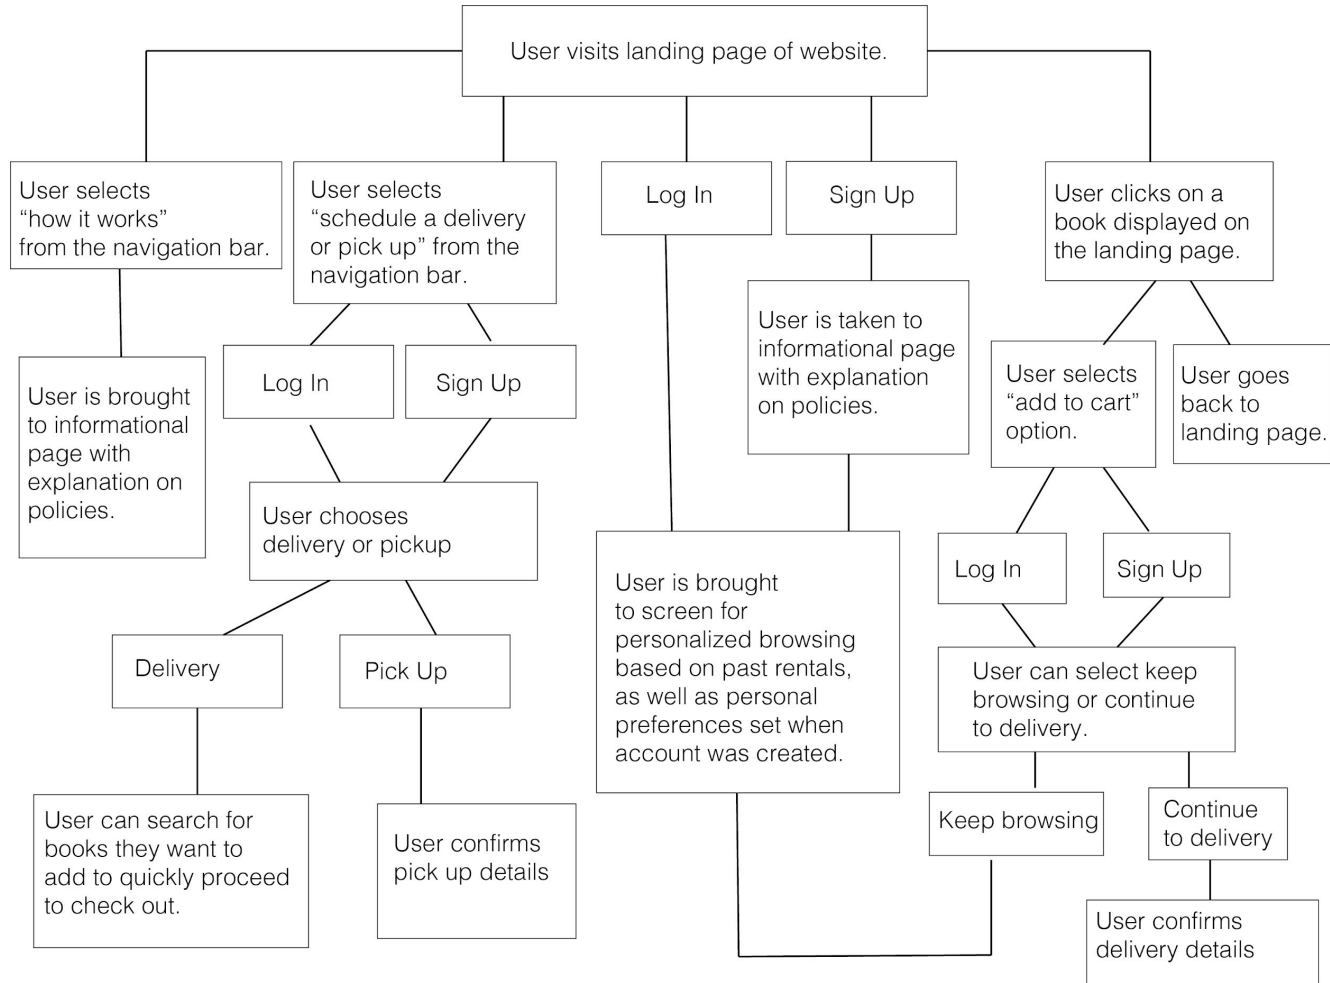 User visits landing page of website.
User selects
“how it works”
from the navigation bar.
User selects
“schedule a delivery
or pick up” from the
navigation bar.
Log In
Sign Up
User clicks on a
book displayed on
the landing page.
User is brought
to informational
page with
explanation on
policies.
Log In
Sign Up
User is taken to
informational page
with explanation
on policies.
User selects
“add to cart”
option.
User goes
back to
landing page.
User chooses
delivery or pickup
Log In
Sign Up
Delivery
Pick Up
User is brought
to screen for
personalized browsing
based on past rentals,
as well as personal
preferences set when
account was created.
User can select keep
browsing or continue
to delivery.
User can search for
books they want to
add to quickly proceed
to check out.
User confirms
pick up details
Keep browsing
Continue
to delivery
User confirms
delivery details